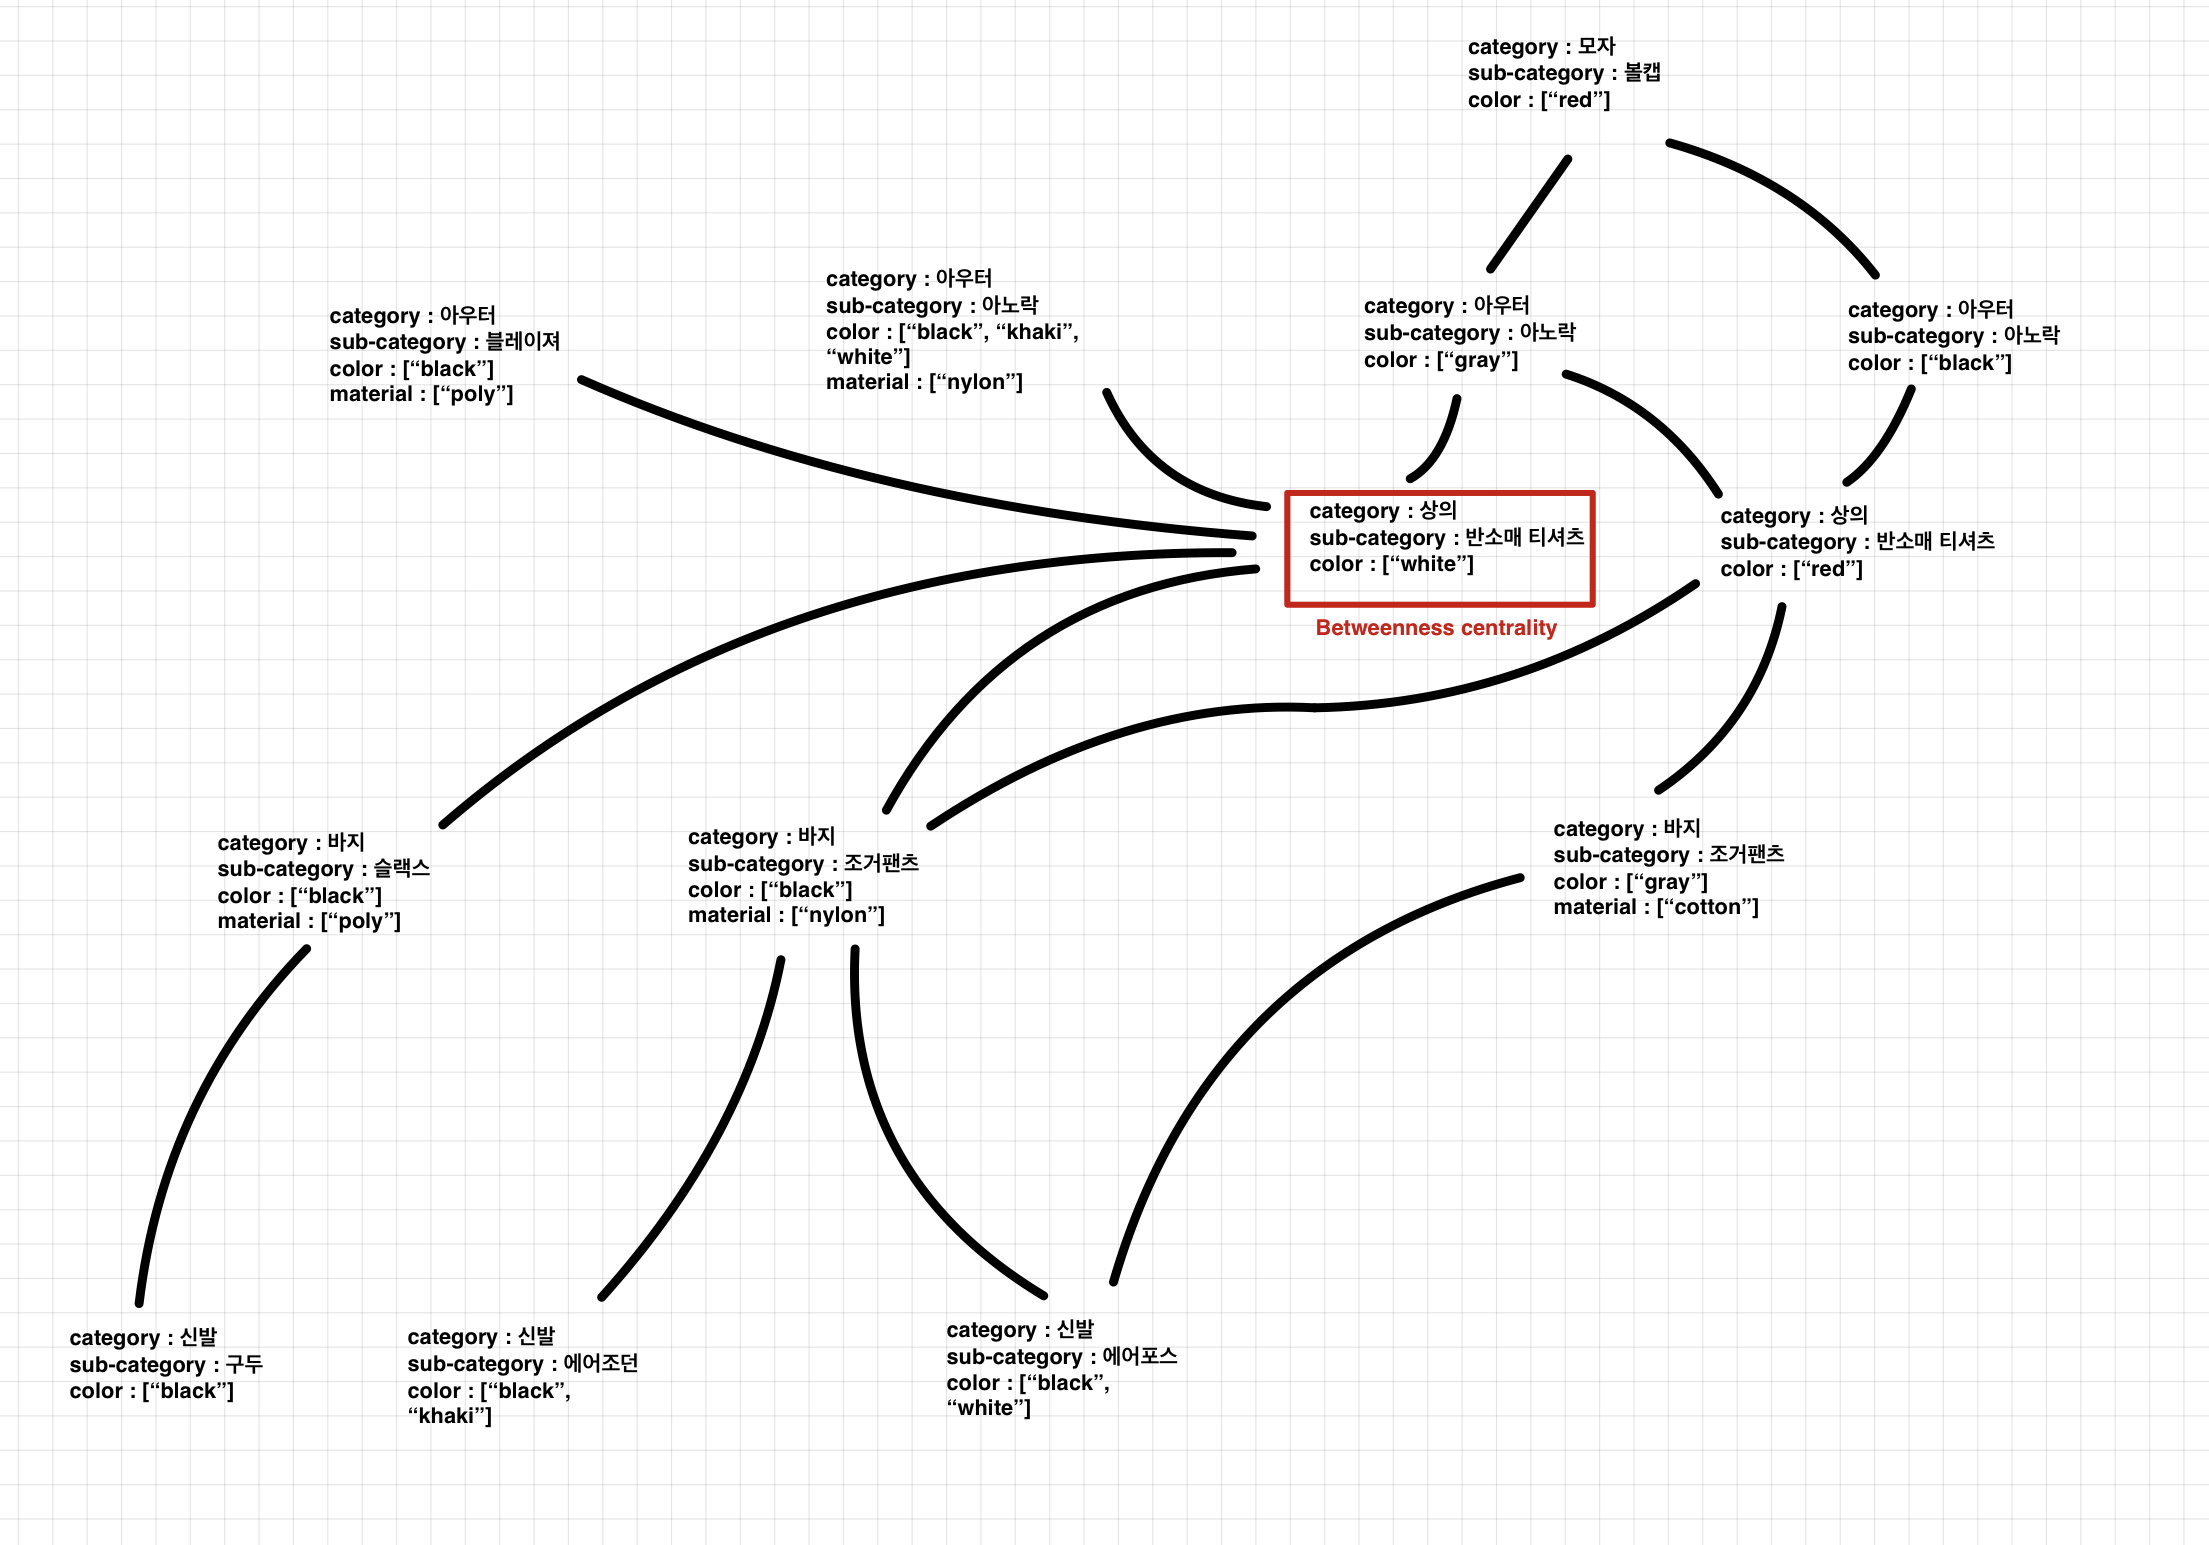 category : 모자
sub-category : 볼캡
color : [“red”]
category : 아우터
sub-category : 블레이져
color : [“black”]
material : [“poly”]
category : 아우터
sub-category : 아노락
color : [“black”, “khaki”,
“white”]
material : [“nylon”]
category : 아우터
sub-category : 아노락
color : [“gray”]
category : 아우터
sub-category : 아노락
color : [“black”]
category : 상의
sub-category : 반소매 티셔츠
color : [“white”]
Betweenness centrality
category : 상의
sub-category : 반소매 티셔츠
color : [“red”]
category : 바지
sub-category : 슬랙스
color : [“black”]
material : [“poly”]
category : 바지
sub-category : 조거팬츠
color : [“black”]
material : [“nylon”]
category : 바지
sub-category : 조거팬츠
color : [“gray”]
material : [“cotton”]
category : 신발
sub-category : 구두
color : [“black”]
category : 신발
sub-category : 에어조던
color : [“black”,
“khaki”]
category : 신발
sub-category : 에어포스
color : [“black”,
“white”]